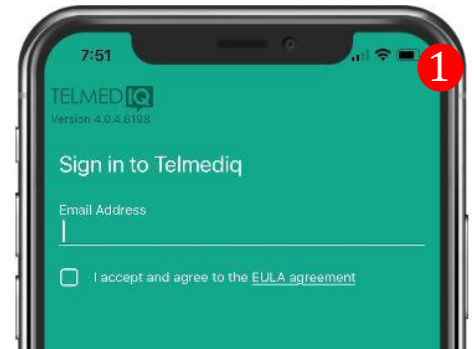 7:51
1
TELMEDIQ
Version 4.0.4.6198
Sign in to Telmediq
Email Address
I accept and agree to the EULA agreement